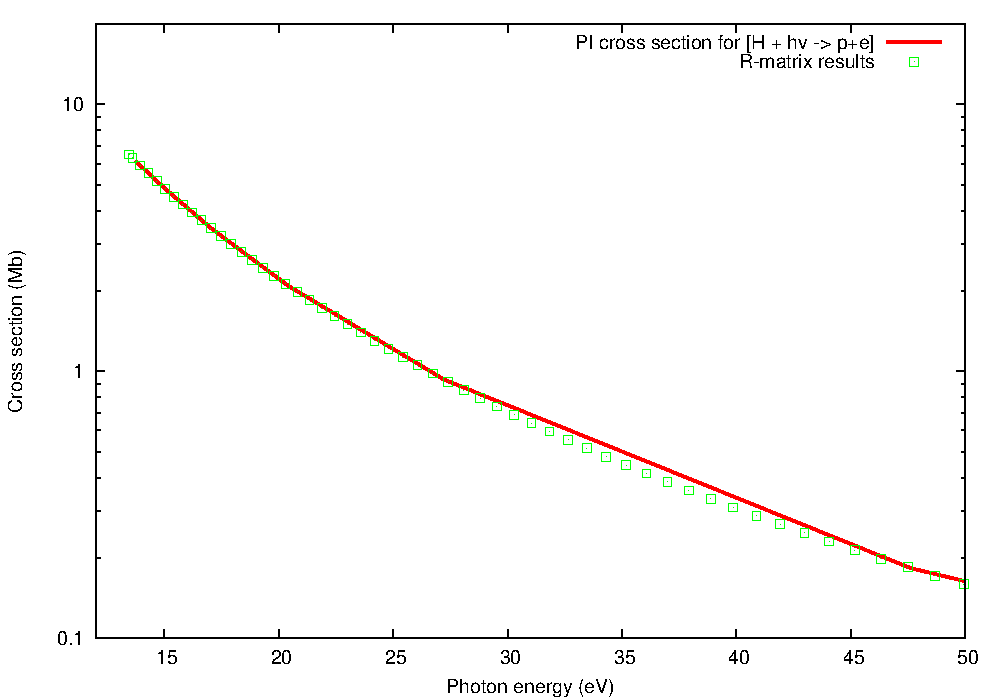 PI cross section for [H + hv -> p+e]
R-matrix results
10
1
0.1
Cross section (Mb)
15 20 25 30 35 40 45 50
Photon energy (eV)